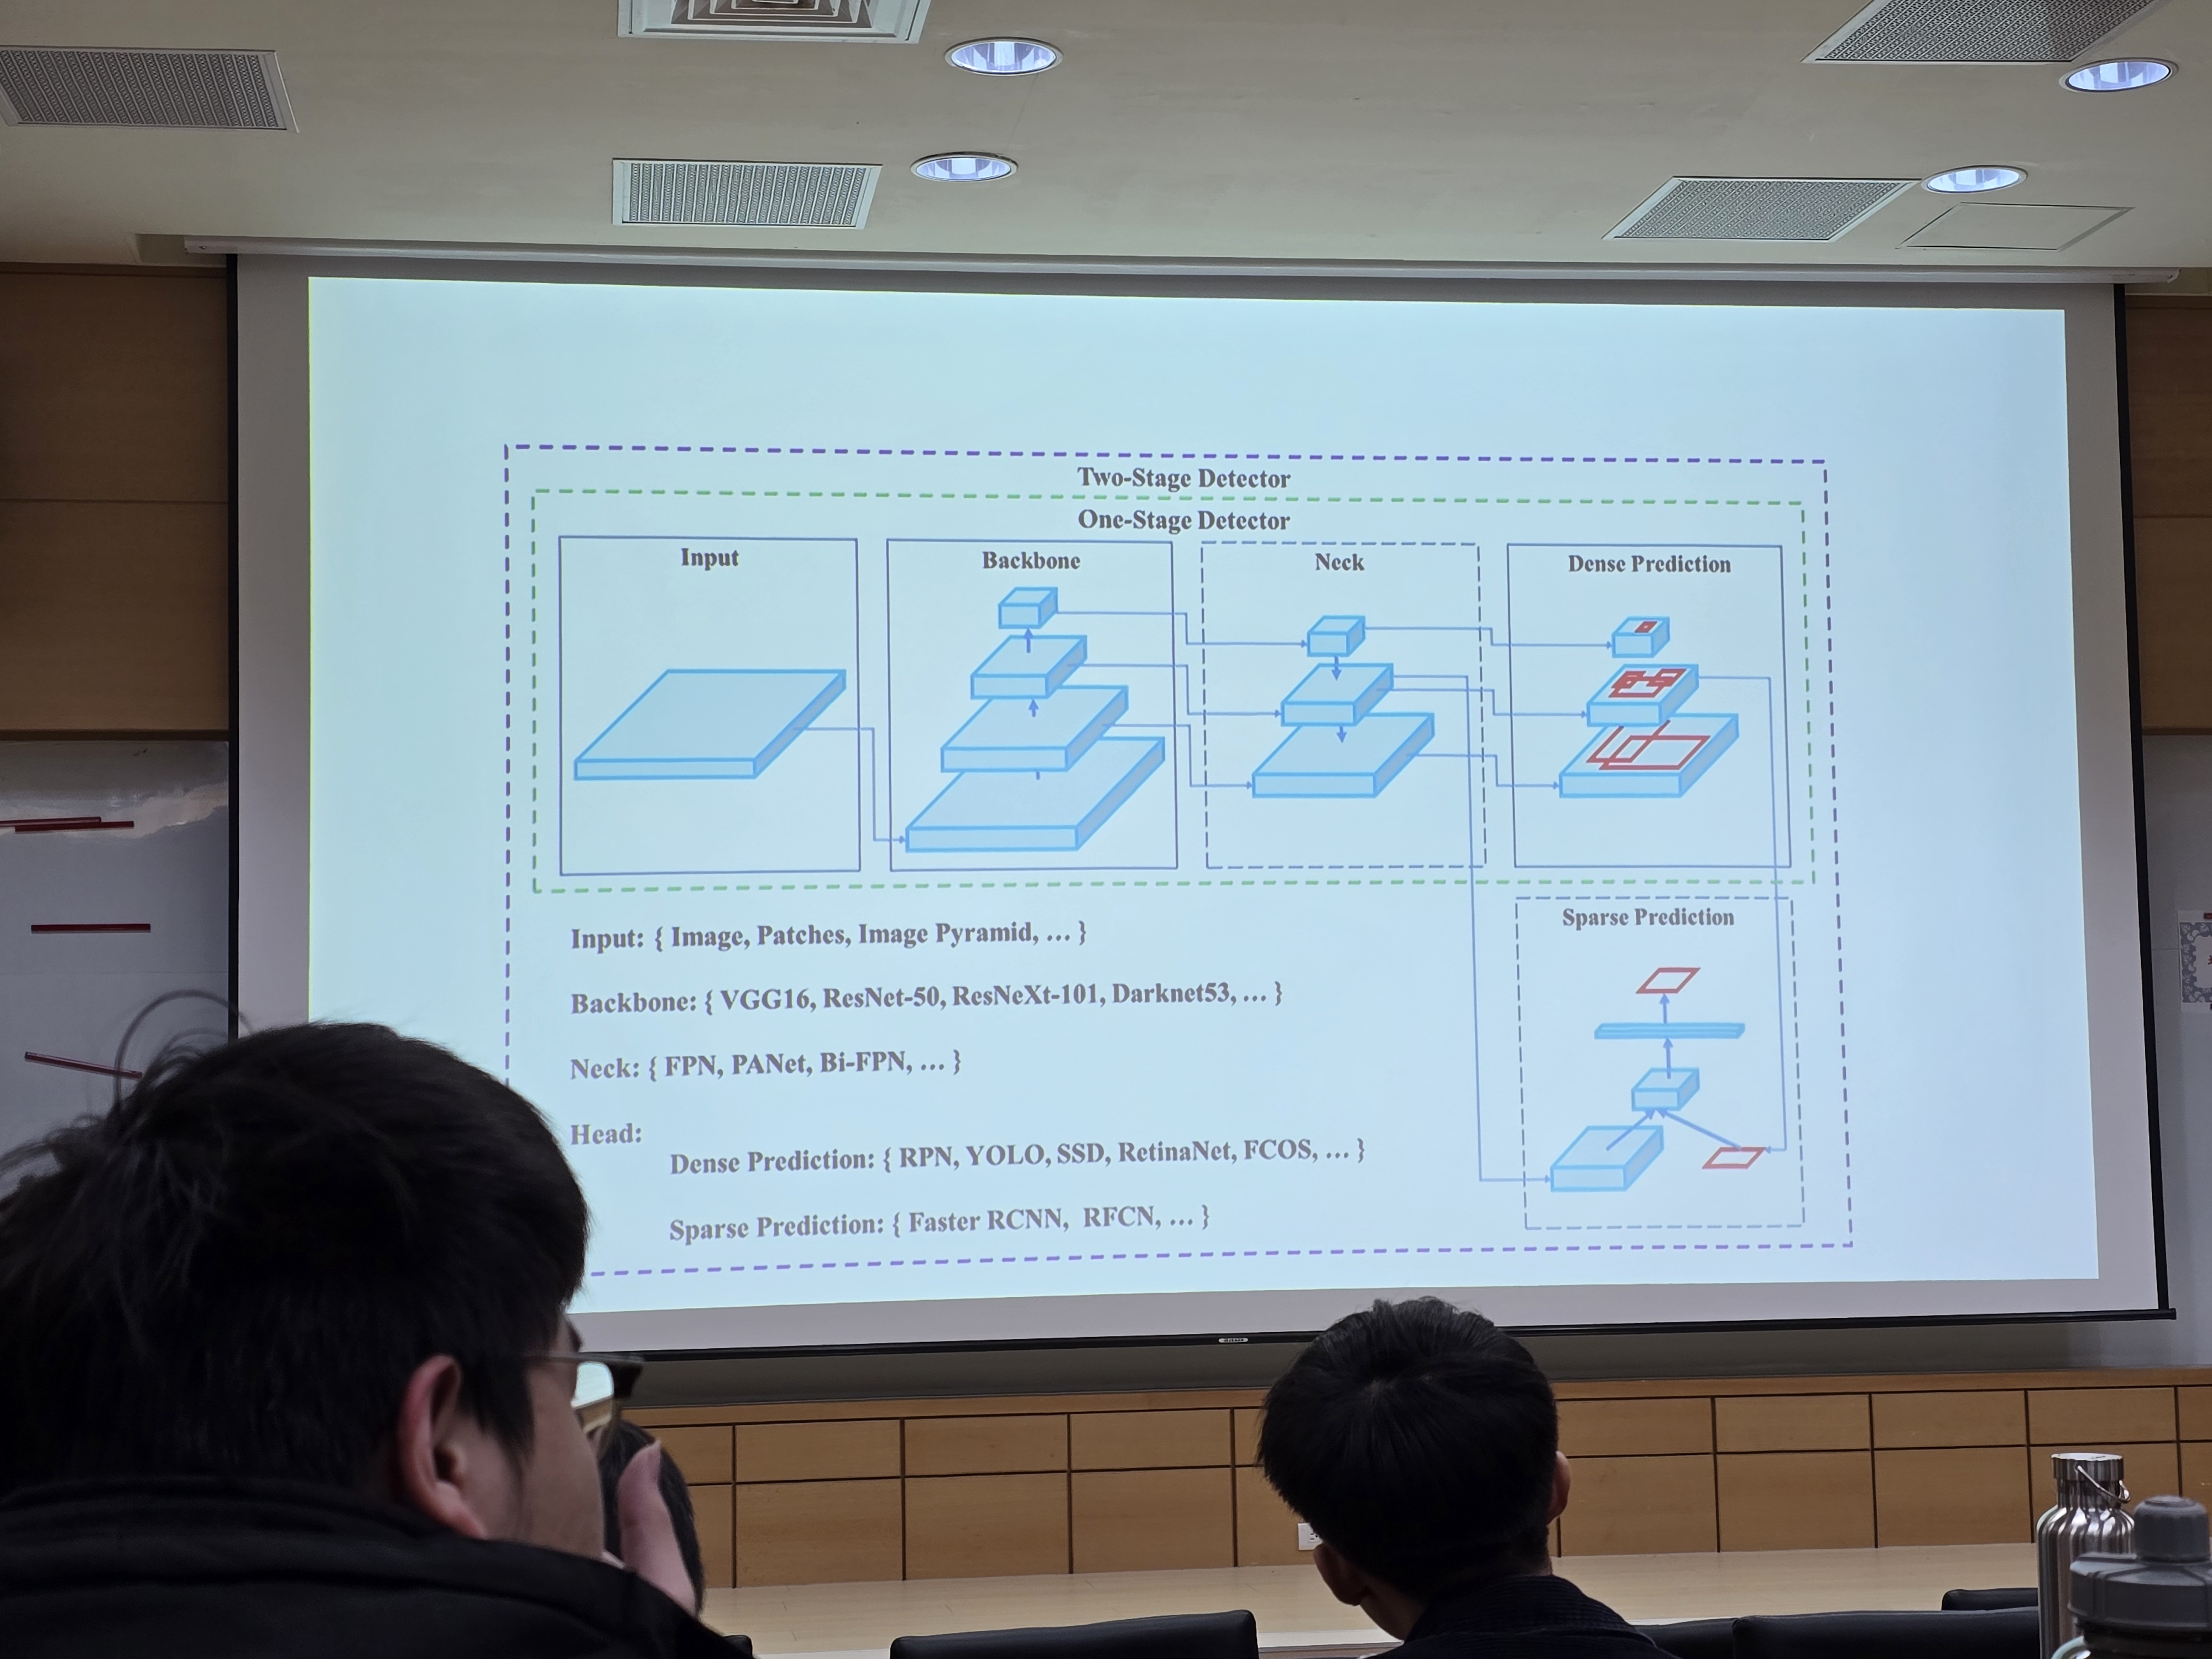 Two-Stage Detector
One-Stage Detector
Input
Backbone
Neck
Dense Prediction
Sparse Prediction
Input: { Image, Patches, Image Pyramid, ... }
Backbone: { VGG16, ResNet-50, ResNeXt-101, Darknet53, ... }
Neck: { FPN, PANet, Bi-FPN, ... }
Head:
Dense Prediction: { RPN, YOLO, SSD, RetinaNet, FCOS, ... }
Sparse Prediction: { Faster RCNN, RFCN, ... }